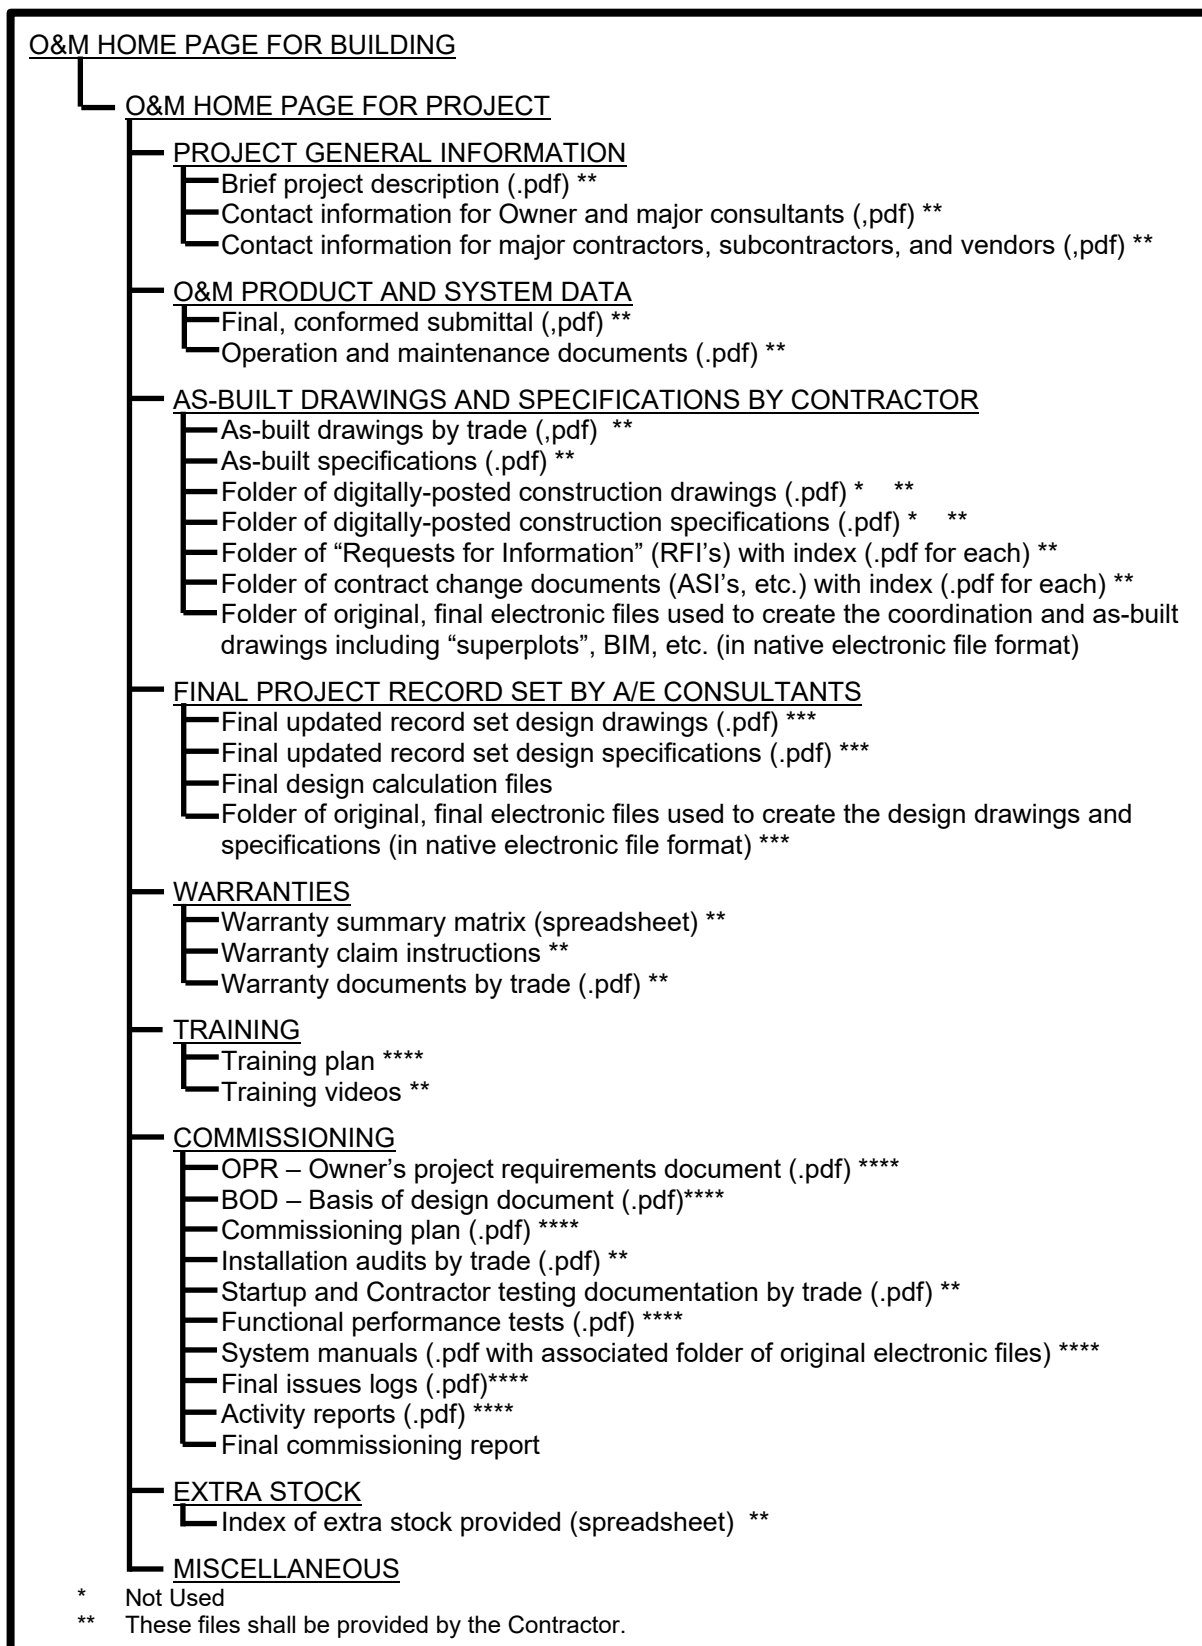 O&M HOME PAGE FOR BUILDING
O&M HOME PAGE FOR PROJECT
PROJECT GENERAL INFORMATION
Brief project description (.pdf) **
Contact information for Owner and major consultants (,pdf) **
Contact information for major contractors, subcontractors, and vendors (,pdf) **
O&M PRODUCT AND SYSTEM DATA
Final, conformed submittal (,pdf) **
Operation and maintenance documents (.pdf) **
AS-BUILT DRAWINGS AND SPECIFICATIONS BY CONTRACTOR
As-built drawings by trade (,pdf)  **
As-built specifications (.pdf) **
Folder of digitally-posted construction drawings (.pdf) *    **
Folder of digitally-posted construction specifications (.pdf) *    **
Folder of “Requests for Information” (RFI's) with index (.pdf for each) **
Folder of contract change documents (ASI's, etc.) with index (.pdf for each) **
Folder of original, final electronic files used to create the coordination and as-built
drawings including “superplots”, BIM, etc. (in native electronic file format)
FINAL PROJECT RECORD SET BY A/E CONSULTANTS
Final updated record set design drawings (.pdf) ***
Final updated record set design specifications (.pdf) ***
Final design calculation files
Folder of original, final electronic files used to create the design drawings and
specifications (in native electronic file format) ***
WARRANTIES
Warranty summary matrix (spreadsheet) **
Warranty claim instructions **
Warranty documents by trade (.pdf) **
TRAINING
Training plan ****
Training videos **
COMMISSIONING
OPR – Owner's project requirements document (.pdf) ****
BOD – Basis of design document (.pdf)****
Commissioning plan (.pdf) ****
Installation audits by trade (.pdf) **
Startup and Contractor testing documentation by trade (.pdf) **
Functional performance tests (.pdf) ****
System manuals (.pdf with associated folder of original electronic files) ****
Final issues logs (.pdf)****
Activity reports (.pdf) ****
Final commissioning report
EXTRA STOCK
Index of extra stock provided (spreadsheet)  **
MISCELLANEOUS
* Not Used
** These files shall be provided by the Contractor.